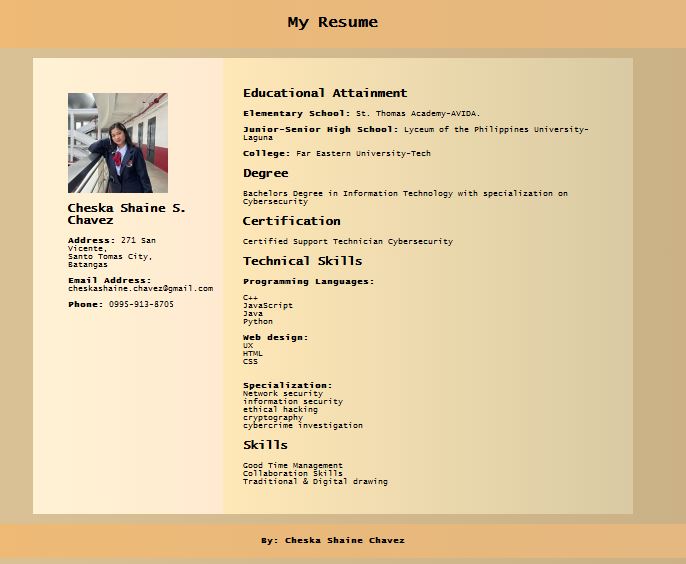 My Resume
Cheska Shaine S.
Chavez
Address: 271 San
Vicente,
Santo Tomas City,
Batangas
Email Address:
cheskashaine.chavez@gmail.com
Phone: 0995-913-8705
Educational Attainment
Elementary School: St. Thomas Academy-AVIDA.
Junior-Senior High School: Lyceum of the Philippines University-
Laguna
College: Far Eastern University-Tech
Degree
Bachelors Degree in Information Technology with specialization on
Cybersecurity
Certification
Certified Support Technician Cybersecurity
Technical Skills
Programming Languages:
C++
JavaScript
Java
Python
Web design:
UX
HTML
CSS
Specialization:
Network security
information security
ethical hacking
cryptography
cybercrime investigation
Skills
Good Time Management
Collaboration Skills
Traditional & Digital drawing
By: Cheska Shaine Chavez